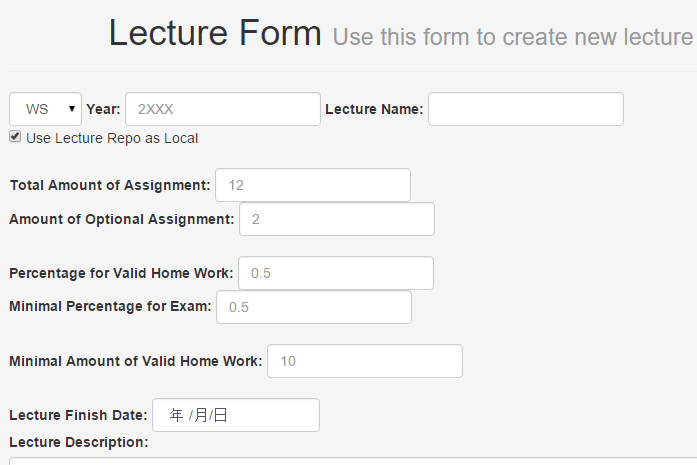 Lecture Form Use this form to create new lecture
WS Year: 2XXX Lecture Name:
Use Lecture Repo as Local
Total Amount of Assignment: 12
Amount of Optional Assignment: 2
Percentage for Valid Home Work: 0.5
Minimal Percentage for Exam: 0.5
Minimal Amount of Valid Home Work: 10
Lecture Finish Date: 年 /月/日
Lecture Description: